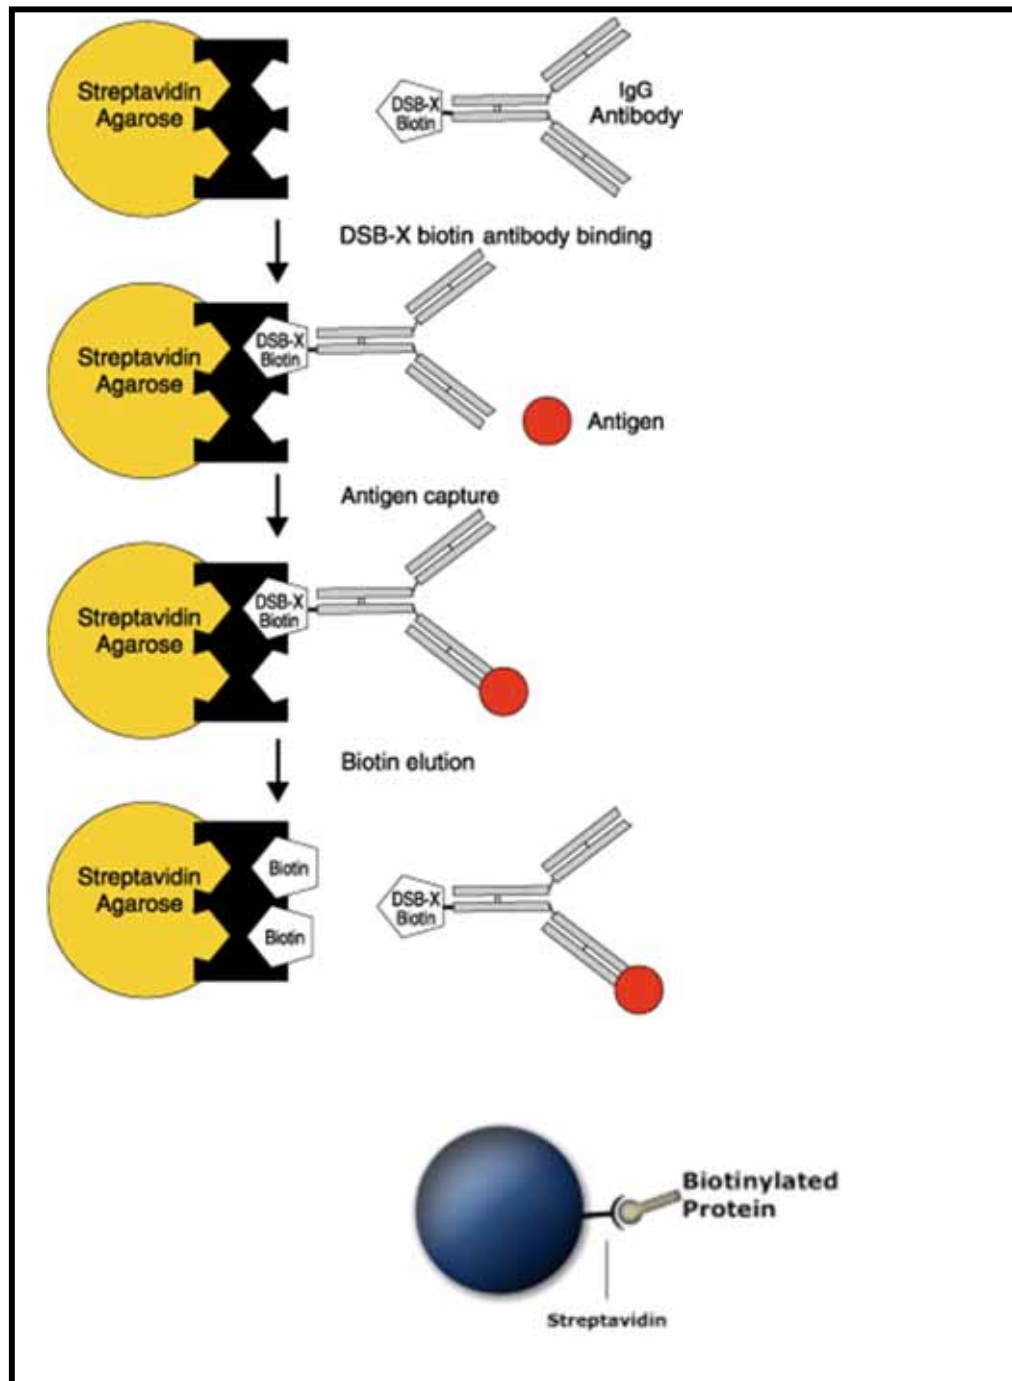 Streptavidin
Agarose
DSB-X
Biotin
IgG
Antibody
DSB-X biotin antibody binding
Streptavidin
Agarose
DSB-X
Biotin
Antigen
Antigen capture
Streptavidin
Agarose
DSB-X
Biotin
Biotin elution
Streptavidin
Agarose
Biotin
Biotin
DSB-X
Biotin
Biotinylated
Protein
Streptavidin